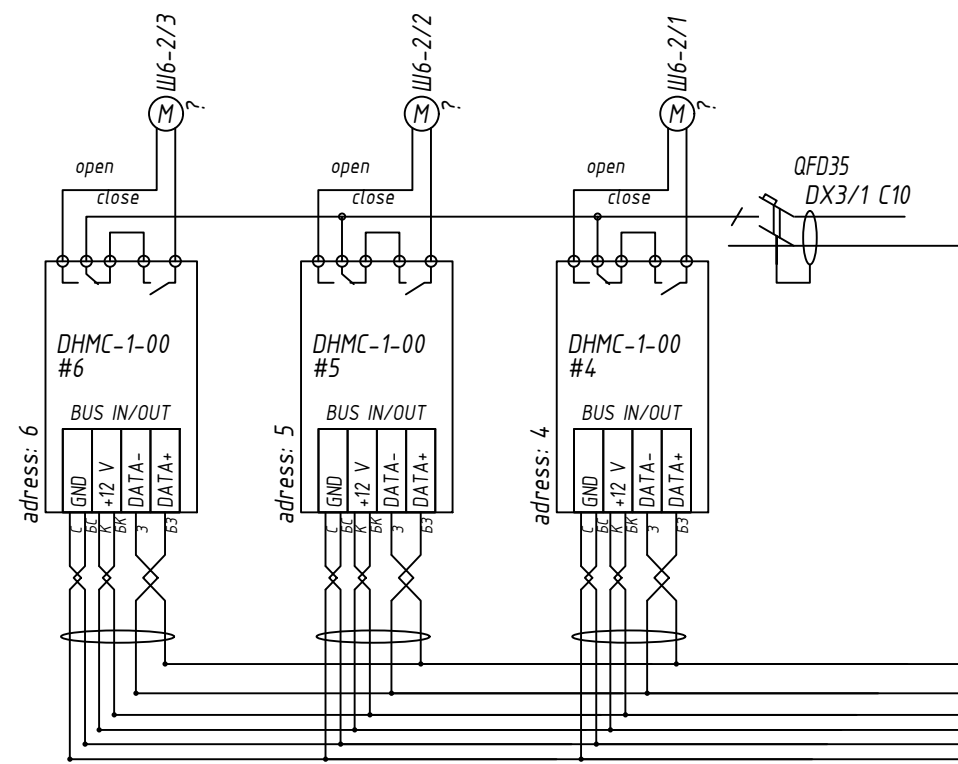 Ш6-2/3
M
?
open
close
DHMC-1-00
#6
BUS IN/OUT
adress: 6
GND
+12 V
DATA-
DATA+
С
БС
К
БК
З
БЗ
Ш6-2/2
M
?
open
close
DHMC-1-00
#5
BUS IN/OUT
adress: 5
GND
+12 V
DATA-
DATA+
С
БС
К
БК
З
БЗ
Ш6-2/1
M
?
open
close
DHMC-1-00
#4
BUS IN/OUT
adress: 4
GND
+12 V
DATA-
DATA+
С
БС
К
БК
З
БЗ
QFD35
DX3/1 C10